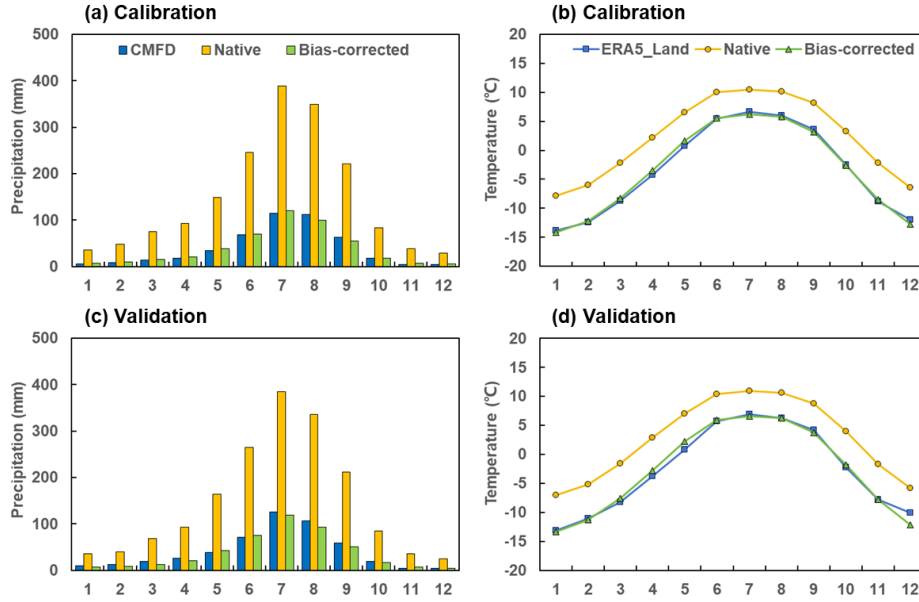 (a) Calibration
CMFD Native Bias-corrected
Precipitation (mm)
500
400
300
200
100
0
1 2 3 4 5 6 7 8 9 10 11 12
(b) Calibration
ERA5_Land Native Bias-corrected
Temperature (℃)
20
15
10
5
0
-5
-10
-15
-20
1 2 3 4 5 6 7 8 9 10 11 12
(c) Validation
Precipitation (mm)
500
400
300
200
100
0
1 2 3 4 5 6 7 8 9 10 11 12
(d) Validation
Temperature (℃)
20
15
10
5
0
-5
-10
-15
-20
1 2 3 4 5 6 7 8 9 10 11 12